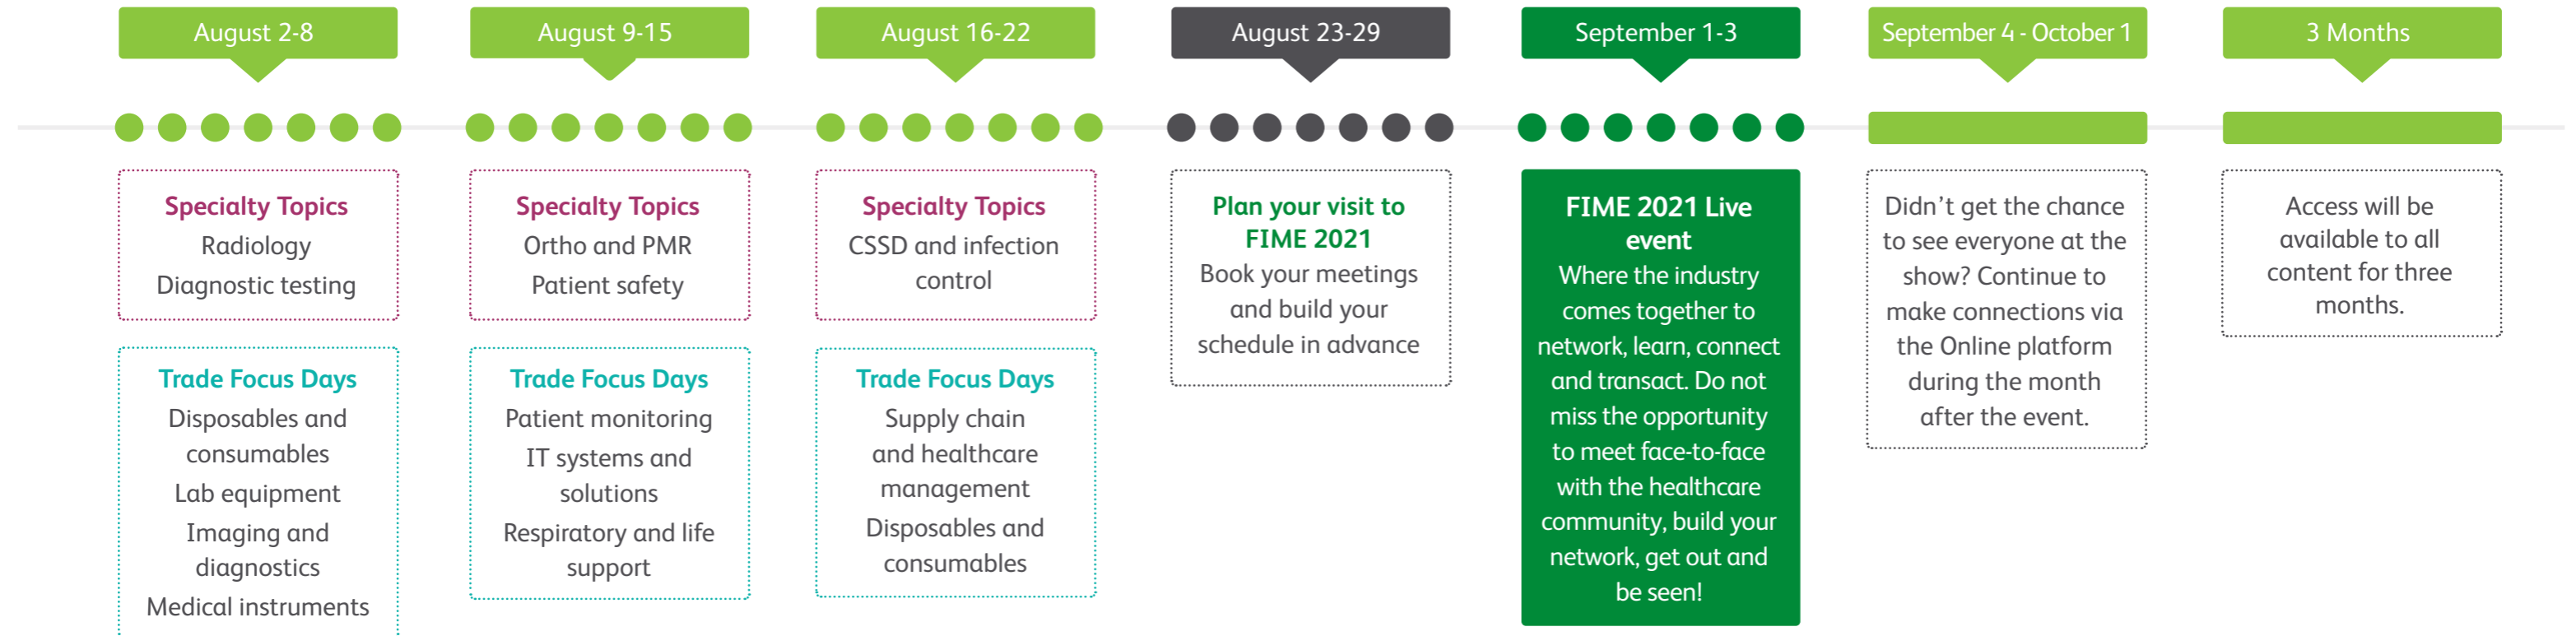 August 2-8
Specialty Topics
Radiology
Diagnostic testing
Trade Focus Days
Disposables and
consumables
Lab equipment
Imaging and
diagnostics
Medical instruments
August 9-15
Specialty Topics
Ortho and PMR
Patient safety
Trade Focus Days
Patient monitoring
IT systems and
solutions
Respiratory and life
support
August 16-22
Specialty Topics
CSSD and infection
control
Trade Focus Days
Supply chain
and healthcare
management
Disposables and
consumables
August 23-29
Plan your visit to
FIME 2021
Book your meetings
and build your
schedule in advance
September 1-3
FIME 2021 Live
event
Where the industry
comes together to
network, learn, connect
and transact. Do not
miss the opportunity
to meet face-to-face
with the healthcare
community, build your
network, get out and
be seen!
September 4 - October 1
Didn’t get the chance
to see everyone at the
show? Continue to
make connections via
the Online platform
during the month
after the event.
3 Months
Access will be
available to all
content for three
months.